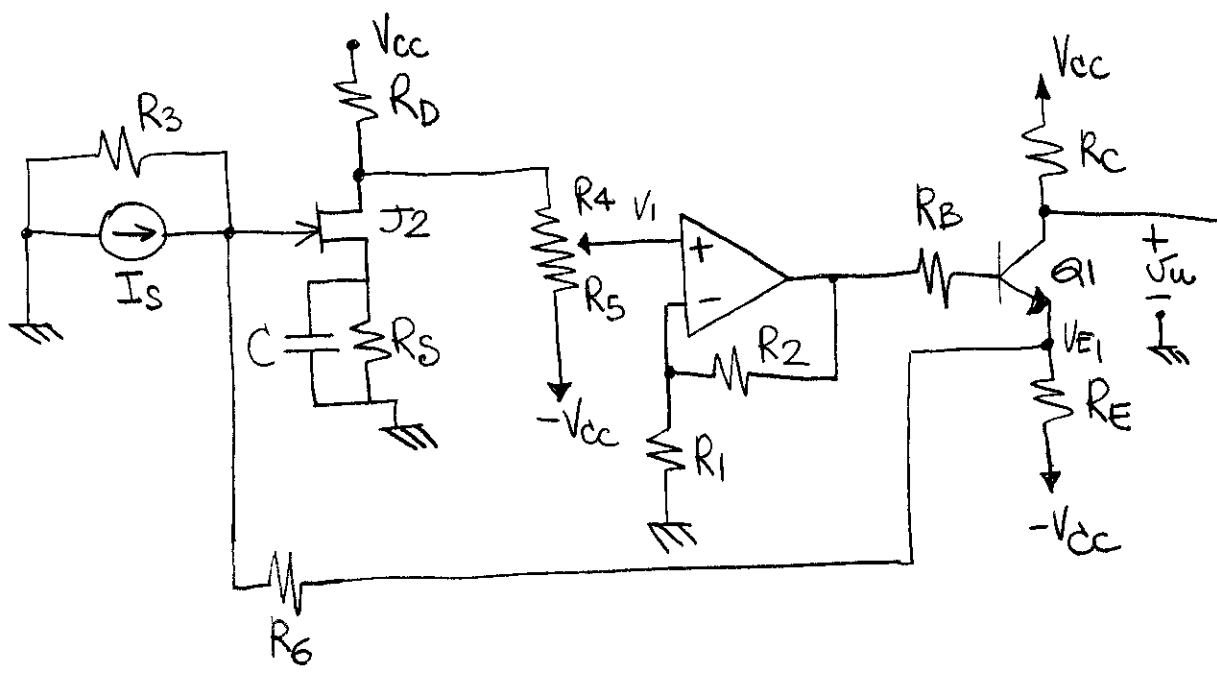 Vcc
RD
R3
Is
J2
C
Rs
R4
V1
R5
-Vcc
+
-
R2
R1
RB
Vcc
Rc
Q1
+
vu
-
VE1
RE
-Vcc
R6